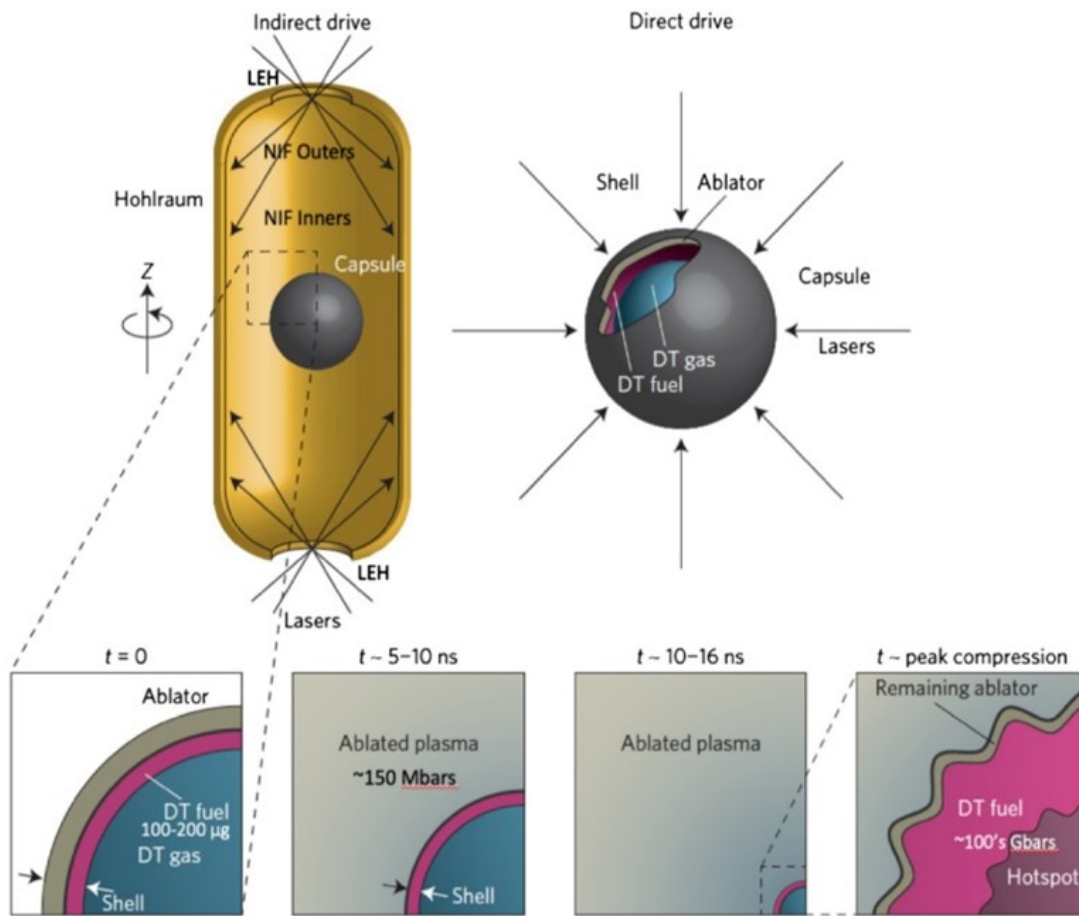 Indirect drive
Direct drive
LEH
NIF Outers
Hohlraum
NIF Inners
Capsule
Z
Shell
Ablator
Capsule
Lasers
DT gas
DT fuel
LEH
Lasers
t = 0
Ablator
DT fuel
100-200 µg
DT gas
Shell
t ~ 5–10 ns
Ablated plasma
~150 Mbars
Shell
t ~ 10–16 ns
Ablated plasma
t ~ peak compression
Remaining ablator
DT fuel
~100's Gbars
Hotspot